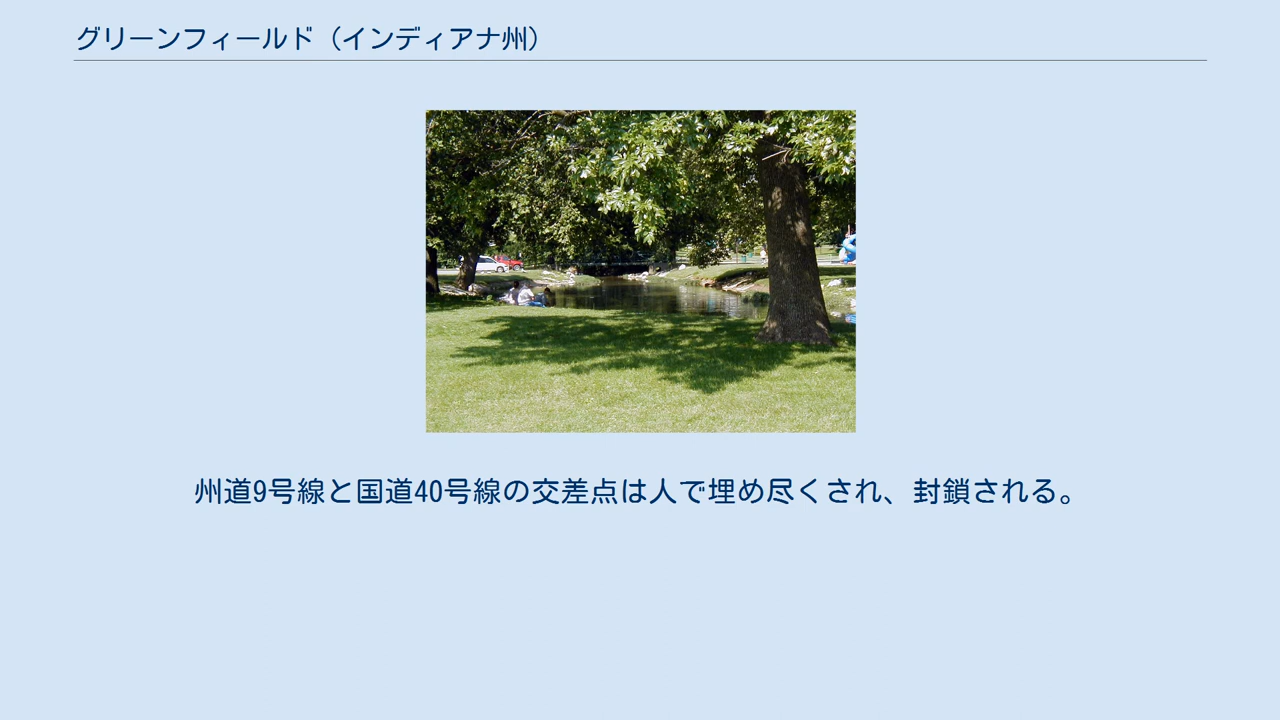 グリーンフィールド（インディアナ州）
州道9号線と国道40号線の交差点は人で埋め尽くされ、封鎖される。